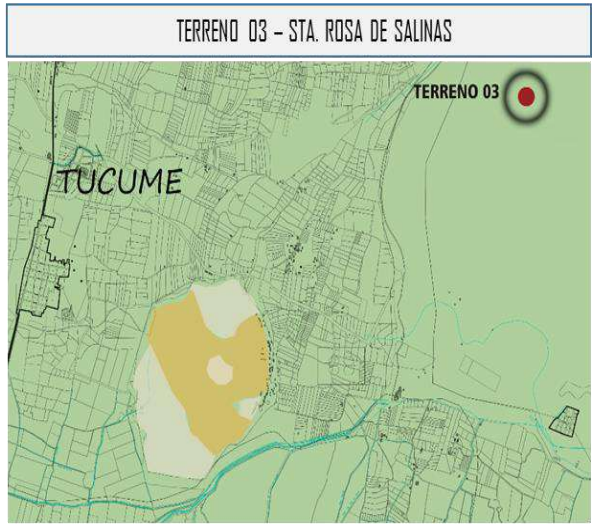 TERRENO 03 – STA. ROSA DE SALINAS
TERRENO 03
TUCUME